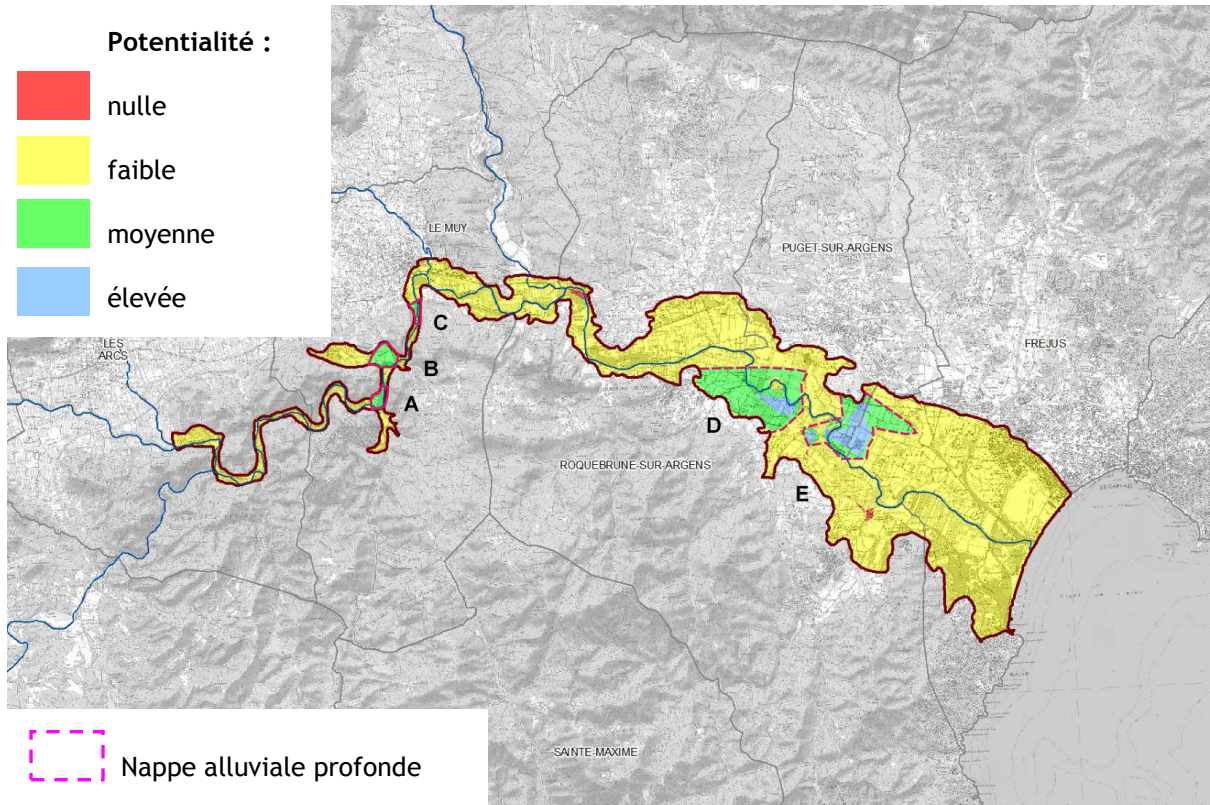 Potentialité :
nulle
faible
moyenne
élevée
LE MUY
PUGET-SUR-ARGENS
FREJUS
LES
ARCS
C
B
A
D
ROQUEBRUNE-SUR-ARGENS
E
SAINTE-MAXIME
Nappe alluviale profonde